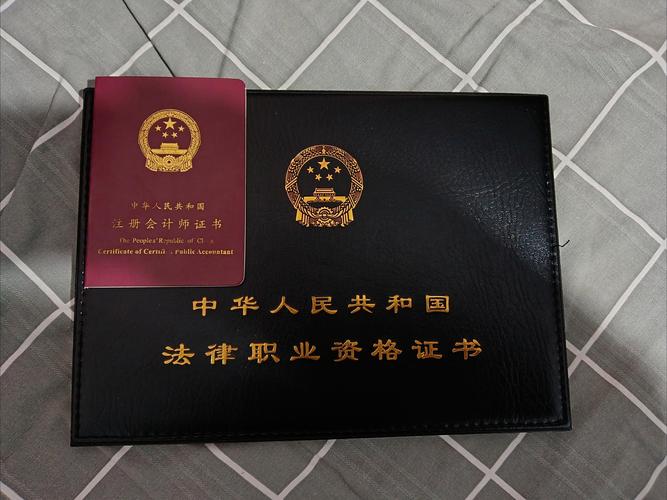 中华人民共和国
注册会计师证书
The Peoples' Republic of
Certificate of Public Accountant
中华人民共和国
法律职业资格证书